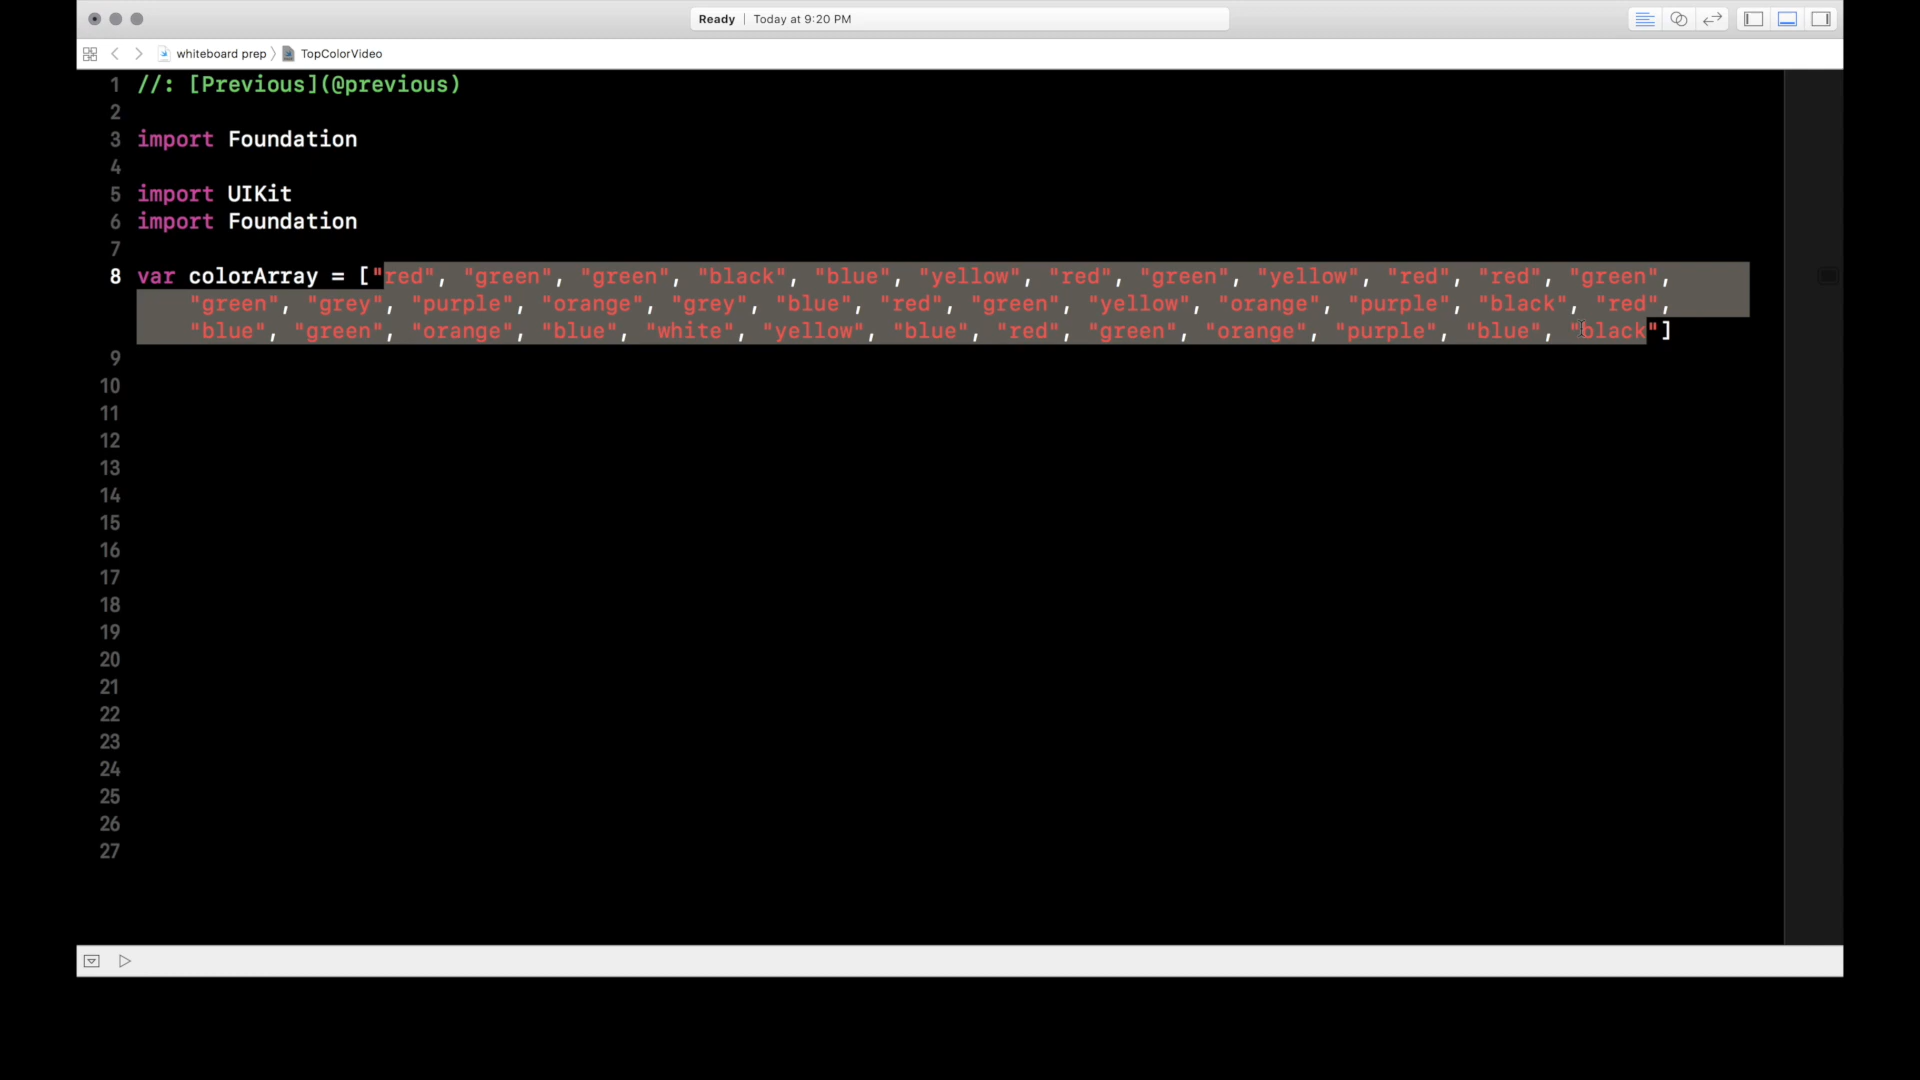 Ready | Today at 9:20 PM
whiteboard prep 〉 TopColorVideo
1 //: [Previous](@previous)
2
3 import Foundation
4
5 import UIKit
6 import Foundation
7
8 var colorArray = ["red", "green", "green", "black", "blue", "yellow", "red", "green", "yellow", "red", "red", "green",
"green", "grey", "purple", "orange", "grey", "blue", "red", "green", "yellow", "orange", "purple", "black", "red",
"blue", "green", "orange", "blue", "white", "yellow", "blue", "red", "green", "orange", "purple", "blue", "black"]
9
10
11
12
13
14
15
16
17
18
19
20
21
22
23
24
25
26
27